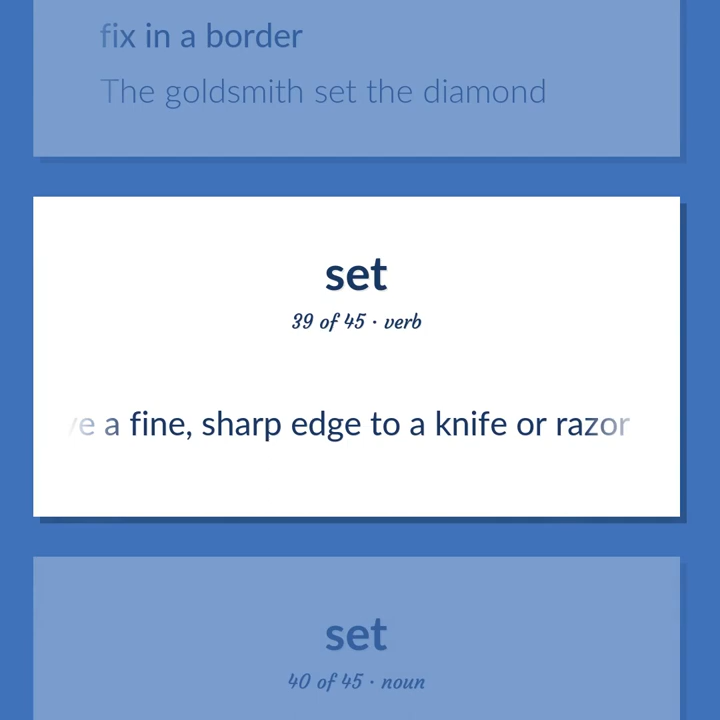 fix in a border
The goldsmith set the diamond
set
39 of 45 · verb
a fine, sharp edge to a knife or razor
set
40 of 45 · noun